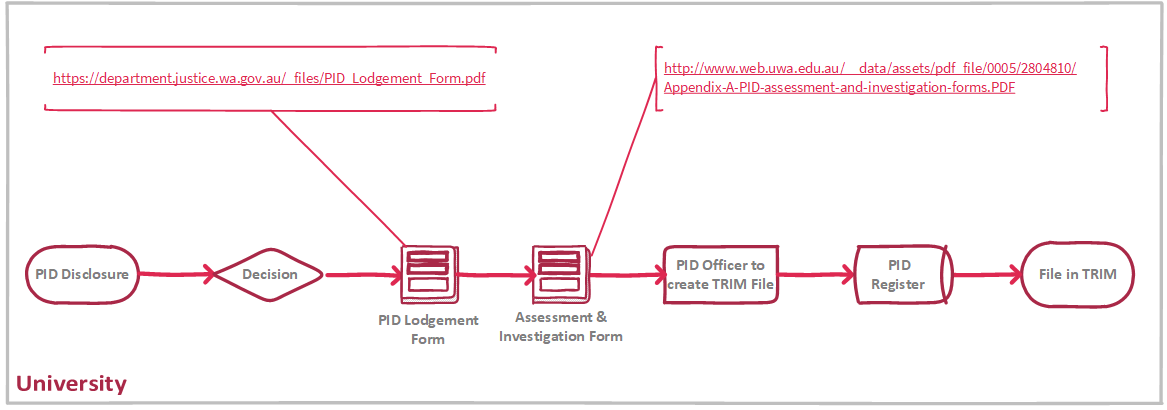 https://department.justice.wa.gov.au/_files/PID_Lodgement_Form.pdf
http://www.web.uwa.edu.au/__data/assets/pdf_file/0005/2804810/
Appendix-A-PID-assessment-and-investigation-forms.PDF
PID Disclosure
Decision
PID Lodgement
Form
Assessment &
Investigation Form
PID Officer to
create TRIM File
PID
Register
File in TRIM
University